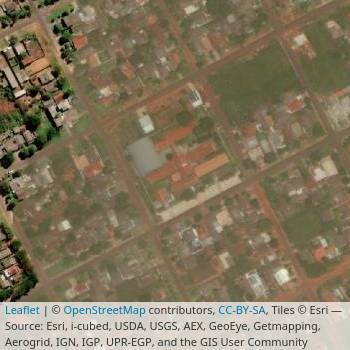 Leaflet | © OpenStreetMap contributors, CC-BY-SA, Tiles © Esri —
Source: Esri, i-cubed, USDA, USGS, AEX, GeoEye, Getmapping,
Aerogrid, IGN, IGP, UPR-EGP, and the GIS User Community